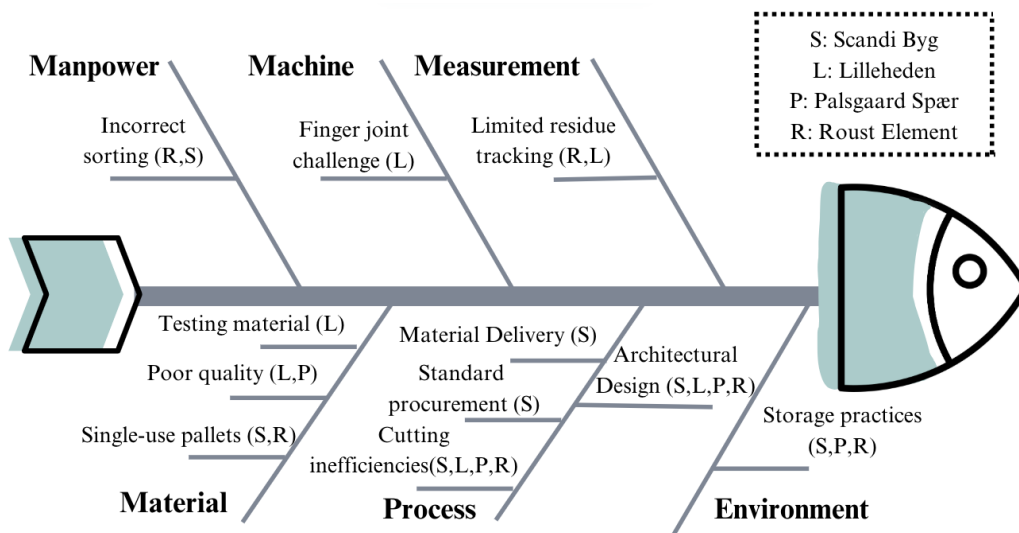 S: Scandi Byg
L: Lilleheden
P: Palsgaard Spær
R: Roust Element
Manpower
Machine
Measurement
Incorrect
sorting (R,S)
Finger joint
challenge (L)
Limited residue
tracking (R,L)
Testing material (L)
Poor quality (L,P)
Single-use pallets (S,R)
Material
Material Delivery (S)
Standard
procurement (S)
Cutting
inefficiencies(S,L,P,R)
Architectural
Design (S,L,P,R)
Process
Storage practices
(S,P,R)
Environment